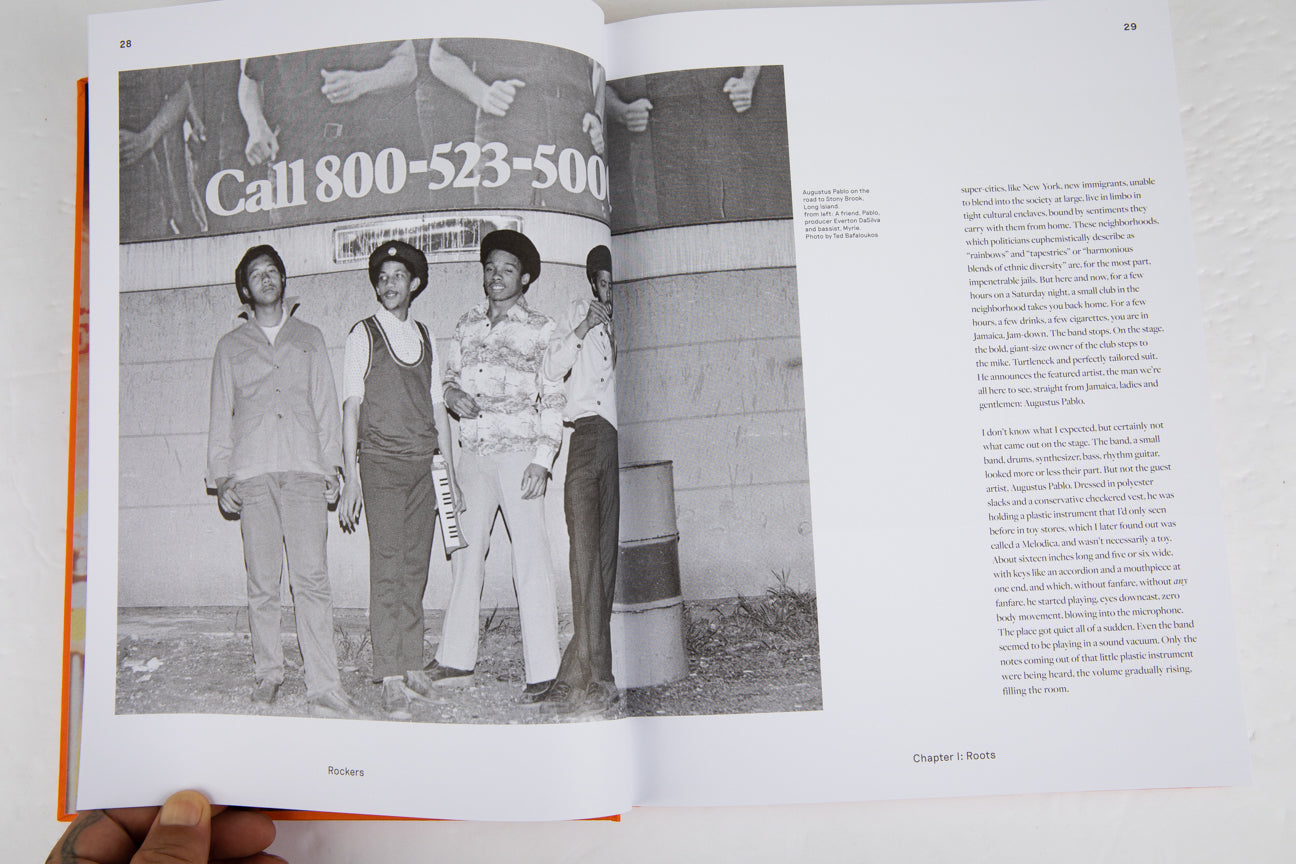 28
Call 800-523-500
Rockers
29
Augustus Pablo on the
road to Stony Brook,
Long Island.
from left. A friend, Pablo,
producer Everton DaSilva
and bassist, Myrie.
Photo by Ted Bafaloukos
super-cities, like New York, new immigrants, unable
to blend into the society at large, live in limbo in
tight cultural enclaves, bound by sentiments they
carry with them from home. These neighborhoods,
which politicians euphemistically describe as
“rainbows” and “tapestries” or “harmonious
blends of ethnic diversity” are, for the most part,
impenetrable jails. But here and now, for a few
hours on a Saturday night, a small club in the
neighborhood takes you back home. For a few
hours, a few drinks, a few cigarettes, you are in
Jamaica, Jam-down. The band stops. On the stage,
the bold, giant-size owner of the club steps to
the mike. Turtleneck and perfectly tailored suit.
He announces the featured artist, the man we’re
all here to see, straight from Jamaica, ladies and
gentlemen: Augustus Pablo.
I don’t know what I expected, but certainly not
what came out on the stage. The band, a small
band, drums, synthesizer, bass, rhythm guitar,
looked more or less their part. But not the guest
artist, Augustus Pablo. Dressed in polyester
slacks and a conservative checkered vest, he was
holding a plastic instrument that I’d only seen
before in toy stores, which I later found out was
called a Melodica, and wasn’t necessarily a toy.
About sixteen inches long and five or six wide,
with keys like an accordion and a mouthpiece at
one end, and which, without fanfare, without any
fanfare, he started playing, eyes downcast, zero
body movement, blowing into the microphone.
The place got quiet all of a sudden. Even the band
seemed to be playing in a sound vacuum. Only the
notes coming out of that little plastic instrument
were being heard, the volume gradually rising,
filling the room.
Chapter I: Roots